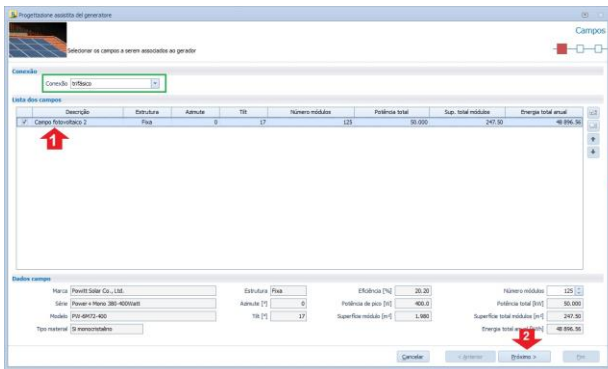 Progettazione assistita del generatore
Campos
Selecionar os campos a serem associados ao gerador
Conexão
Conexão trifásico
Lista dos campos
Descrição Estrutura Azimute Tilt Número módulos Potência total Sup. total módulos Energia total anual
Campo fotovoltaico 2 Fixa 0 17 125 50.000 247.50 48 896.56
1
Dados campo
Marca Powitt Solar Co., Ltd. Estrutura Fixa Eficiência [%] 20.20 Número módulos 125
Série Power+ Mono 380-400Watt Azimute [°] 0 Potência de pico [W] 400.0 Potência total [kW] 50.000
Modelo PW-6M72-400 Tilt [°] 17 Superfície módulo [m²] 1.980 Superfície total módulos [m²] 247.50
Tipo material Si monocristalino Energia total anual [kWh] 48 896.56
2
Cancelar < Anterior Próximo > Fim